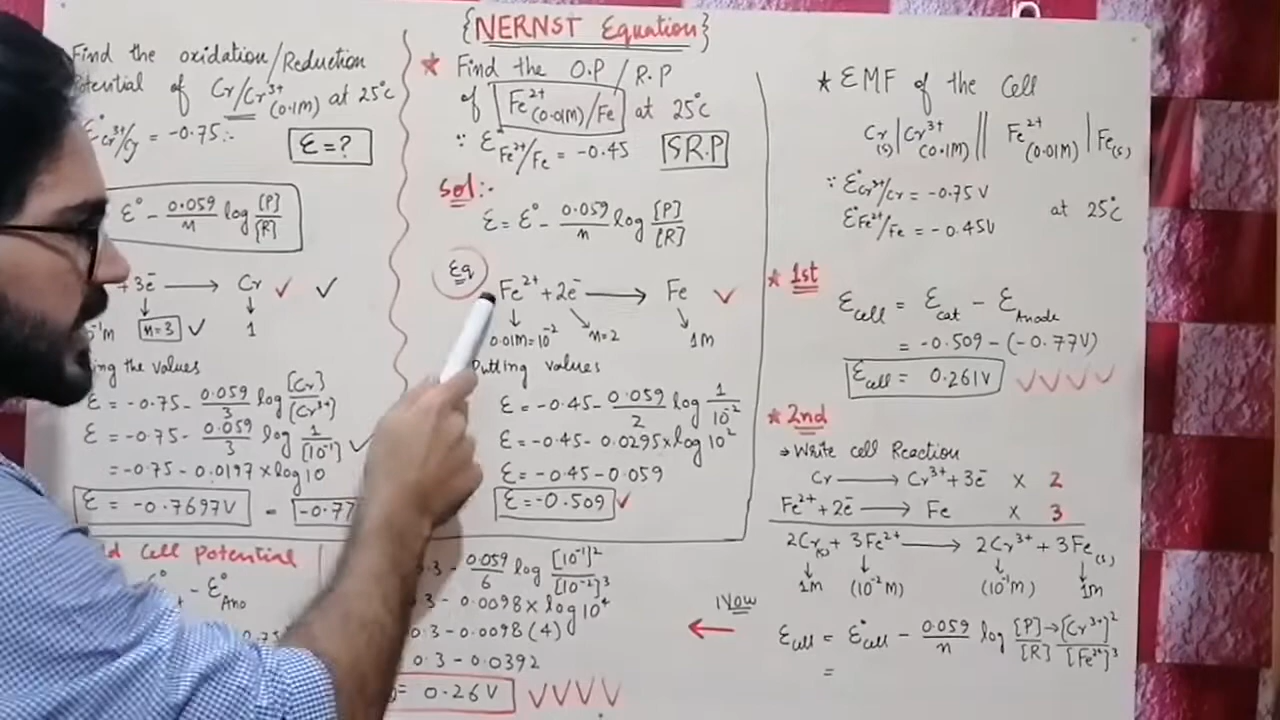 {NERNST Equation}
Find the oxidation/Reduction
Potential of Cr/Cr³⁺(0.1M) at 25°c
ε°Cr³⁺/Cr = -0.75 ∴
ε = ?
ε° - 0.059/n log [P]/[R]
+3e⁻ ⟶ Cr ✓ ✓
n=3 ✓ 1
the values
ε = -0.75 - 0.059/3 log [Cr]/[Cr³⁺]
ε = -0.75 - 0.059/3 log 1/[10⁻¹] ✓
= -0.75 - 0.0197 × log 10
ε = -0.7697V = -0.77
* Find the O.P / R.P
of Fe²⁺(0.01M)/Fe at 25°c
∵ ε°Fe²⁺/Fe = -0.45 S.R.P
Sol:-
ε = ε° - 0.059/n log [P]/[R]
Eq
Fe²⁺ + 2e⁻ ⟶ Fe ✓
0.01M = 10⁻² n=2 1M
Putting values
ε = -0.45 - 0.059/2 log 1/10⁻²
ε = -0.45 - 0.0295 × log 10²
ε = -0.45 - 0.059
ε = -0.509 ✓
* EMF of the Cell
Cr(s) | Cr³⁺(0.1M) || Fe²⁺(0.01M) | Fe(s)
∵ ε°Cr³⁺/Cr = -0.75 V
ε°Fe²⁺/Fe = -0.45V at 25°c
* 1st
εcell = εcat - εAnode
= -0.509 - (-0.77V)
εcell = 0.261V ✓✓✓✓
* 2nd
⇒ Write cell Reaction
Cr ⟶ Cr³⁺ + 3e⁻ × 2
Fe²⁺ + 2e⁻ ⟶ Fe × 3
2Cr(s) + 3Fe²⁺ ⟶ 2Cr³⁺ + 3Fe(s)
1M (10⁻²M) (10⁻¹M) 1M
Now
εcell = ε°cell - 0.059/n log [P]/[R] → [Cr³⁺]²/[Fe²⁺]³
=
Cell Potential
- ε°Ano
- 0.059/6 log [10⁻¹]²/[10⁻²]³
.3 - 0.0098 × log 10⁴
0.3 - 0.0098 (4)
0.3 - 0.0392
= 0.26 V ✓✓✓✓